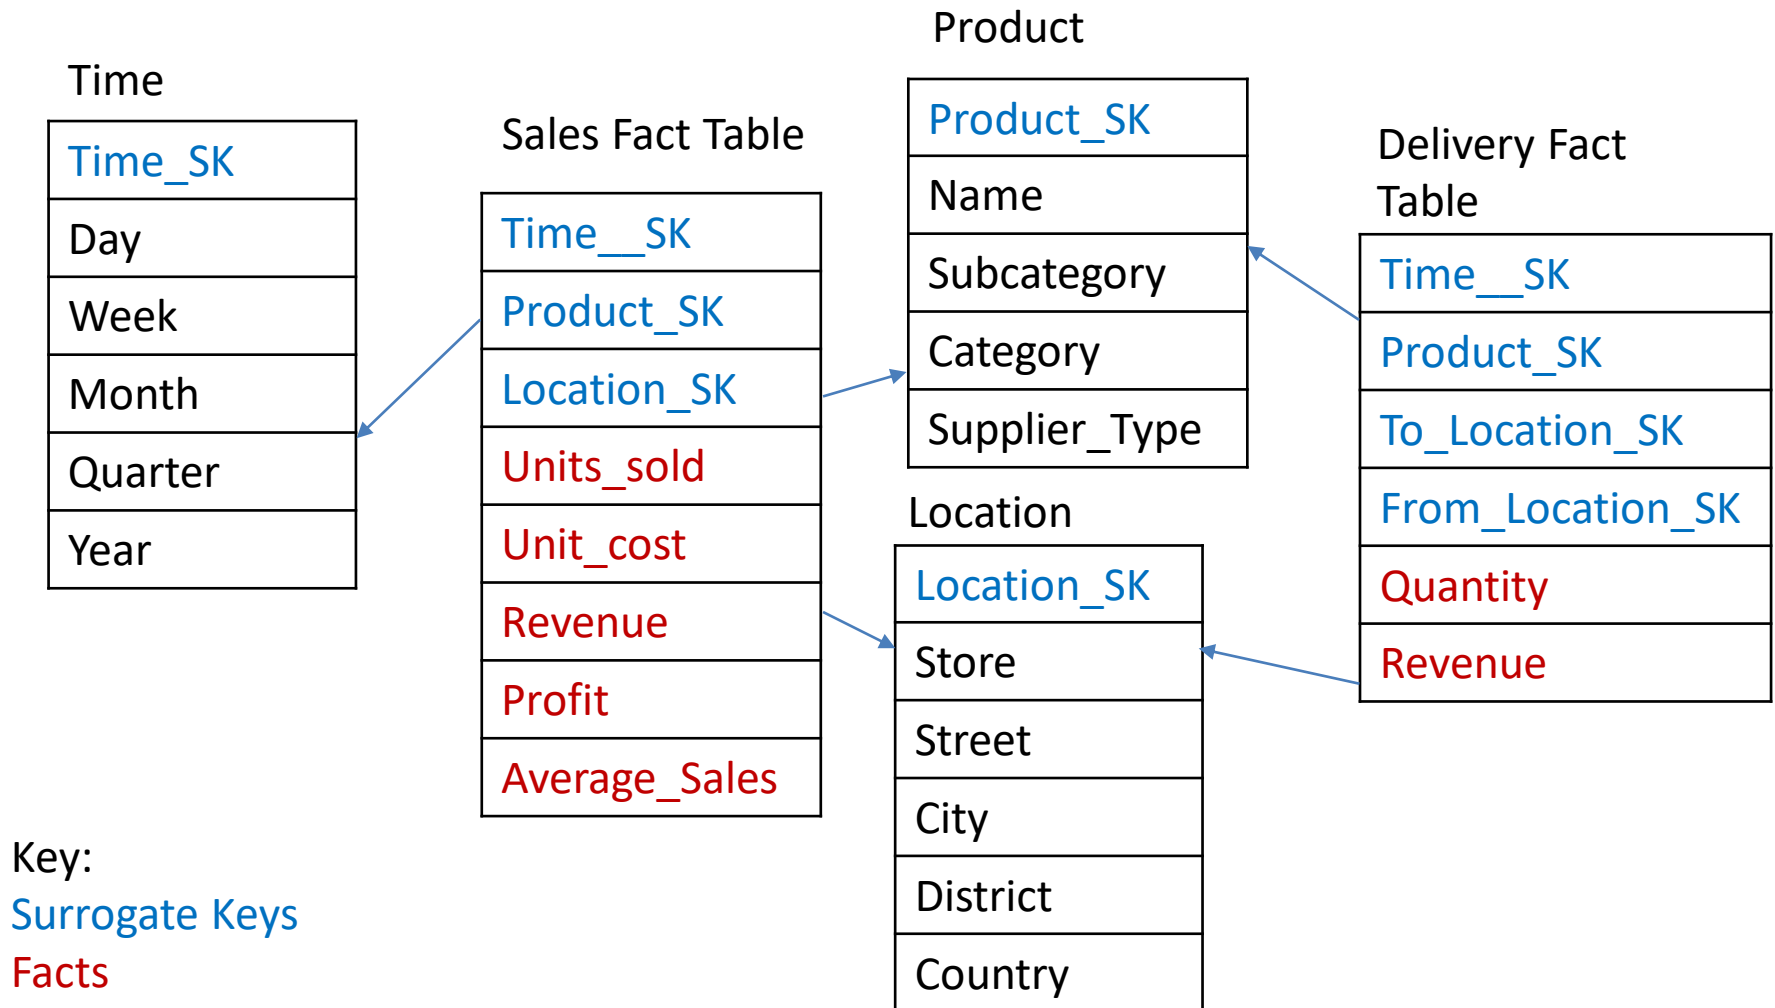 Time
Time_SK
Day
Week
Month
Quarter
Year
Sales Fact Table
Time__SK
Product_SK
Location_SK
Units_sold
Unit_cost
Revenue
Profit
Average_Sales
Product
Product_SK
Name
Subcategory
Category
Supplier_Type
Location
Location_SK
Store
Street
City
District
Country
Delivery Fact
Table
Time__SK
Product_SK
To_Location_SK
From_Location_SK
Quantity
Revenue
Key:
Surrogate Keys
Facts